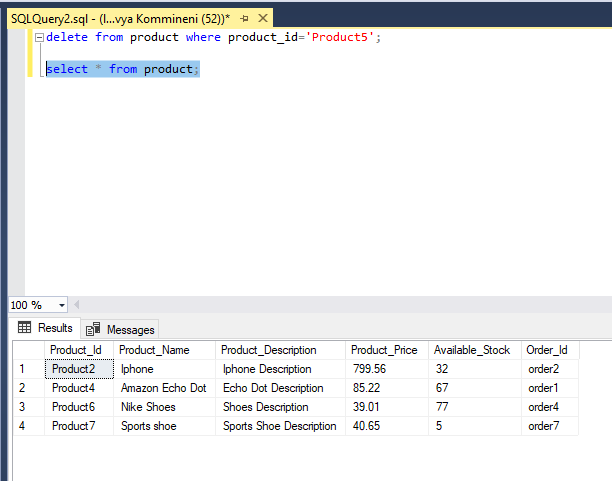 SQLQuery2.sql - (l...vya Kommineni (52))*
delete from product where product_id='Product5';
select * from product;
100 %
Results Messages
Product_Id Product_Name Product_Description Product_Price Available_Stock Order_Id
1 Product2 Iphone Iphone Description 799.56 32 order2
2 Product4 Amazon Echo Dot Echo Dot Description 85.22 67 order1
3 Product6 Nike Shoes Shoes Description 39.01 77 order4
4 Product7 Sports shoe Sports Shoe Description 40.65 5 order7